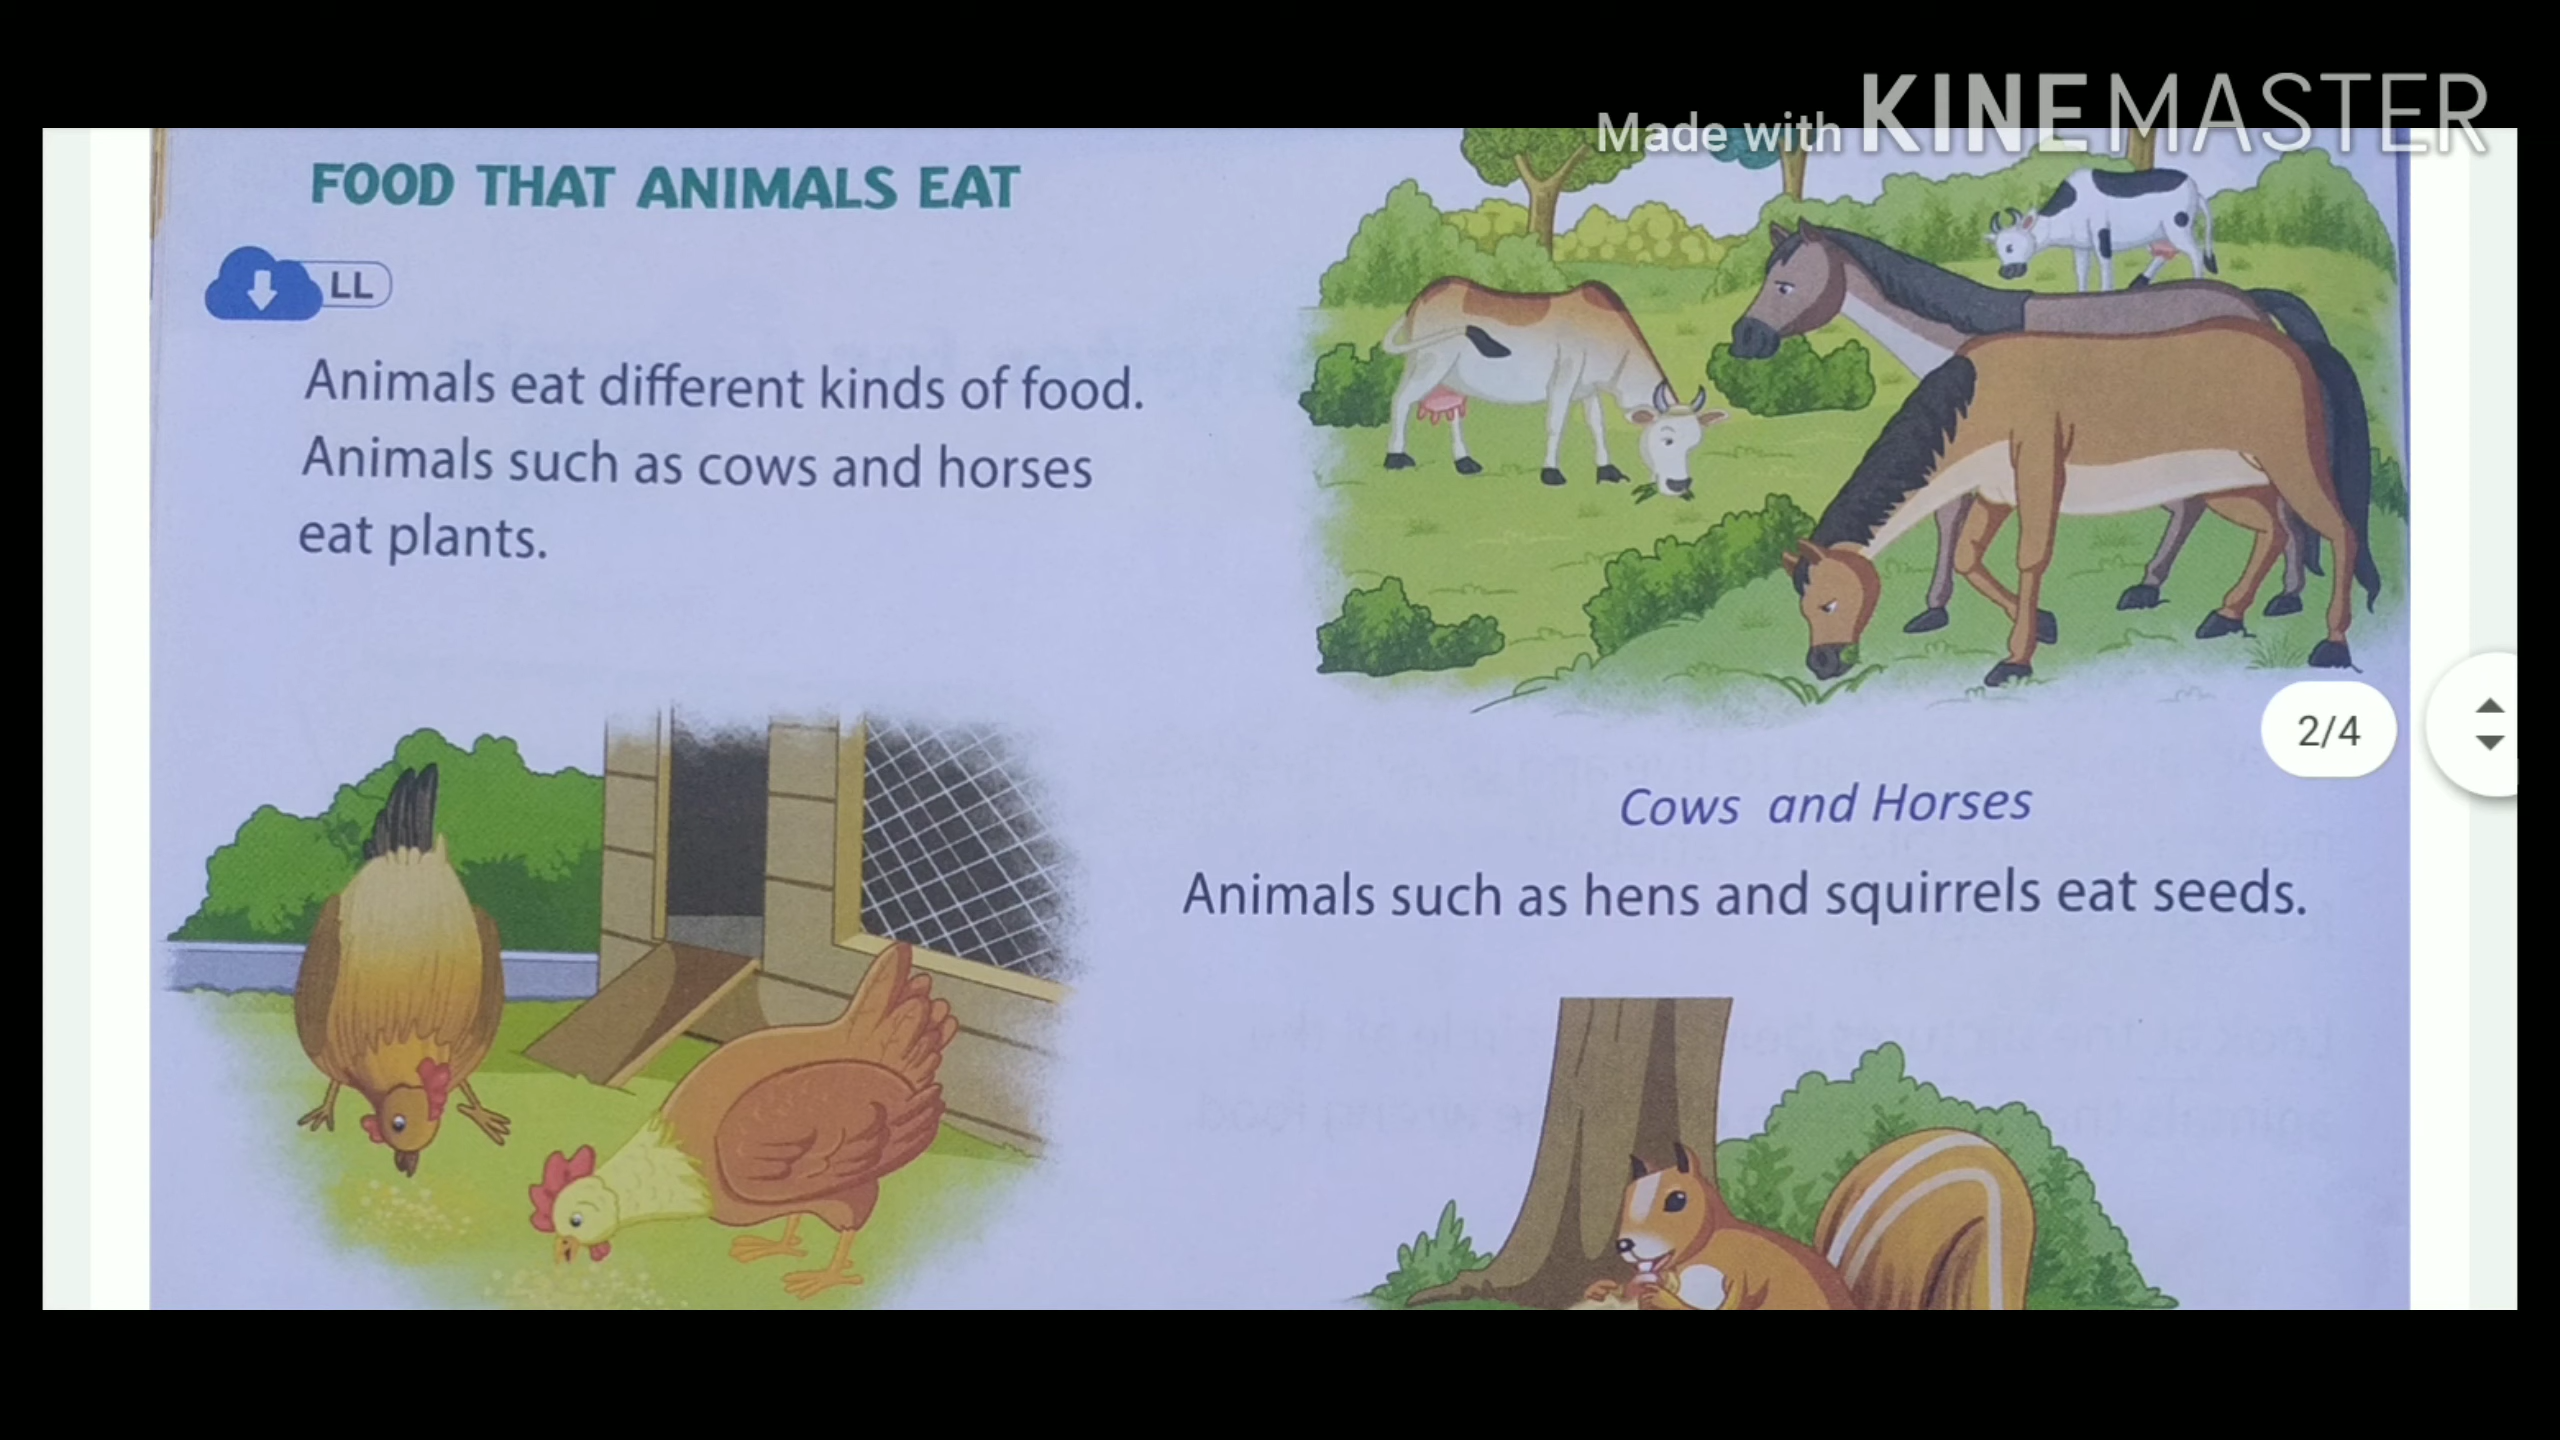 Made with KINEMASTER
FOOD THAT ANIMALS EAT
LL
Animals eat different kinds of food.
Animals such as cows and horses
eat plants.
2/4
Cows and Horses
Animals such as hens and squirrels eat seeds.